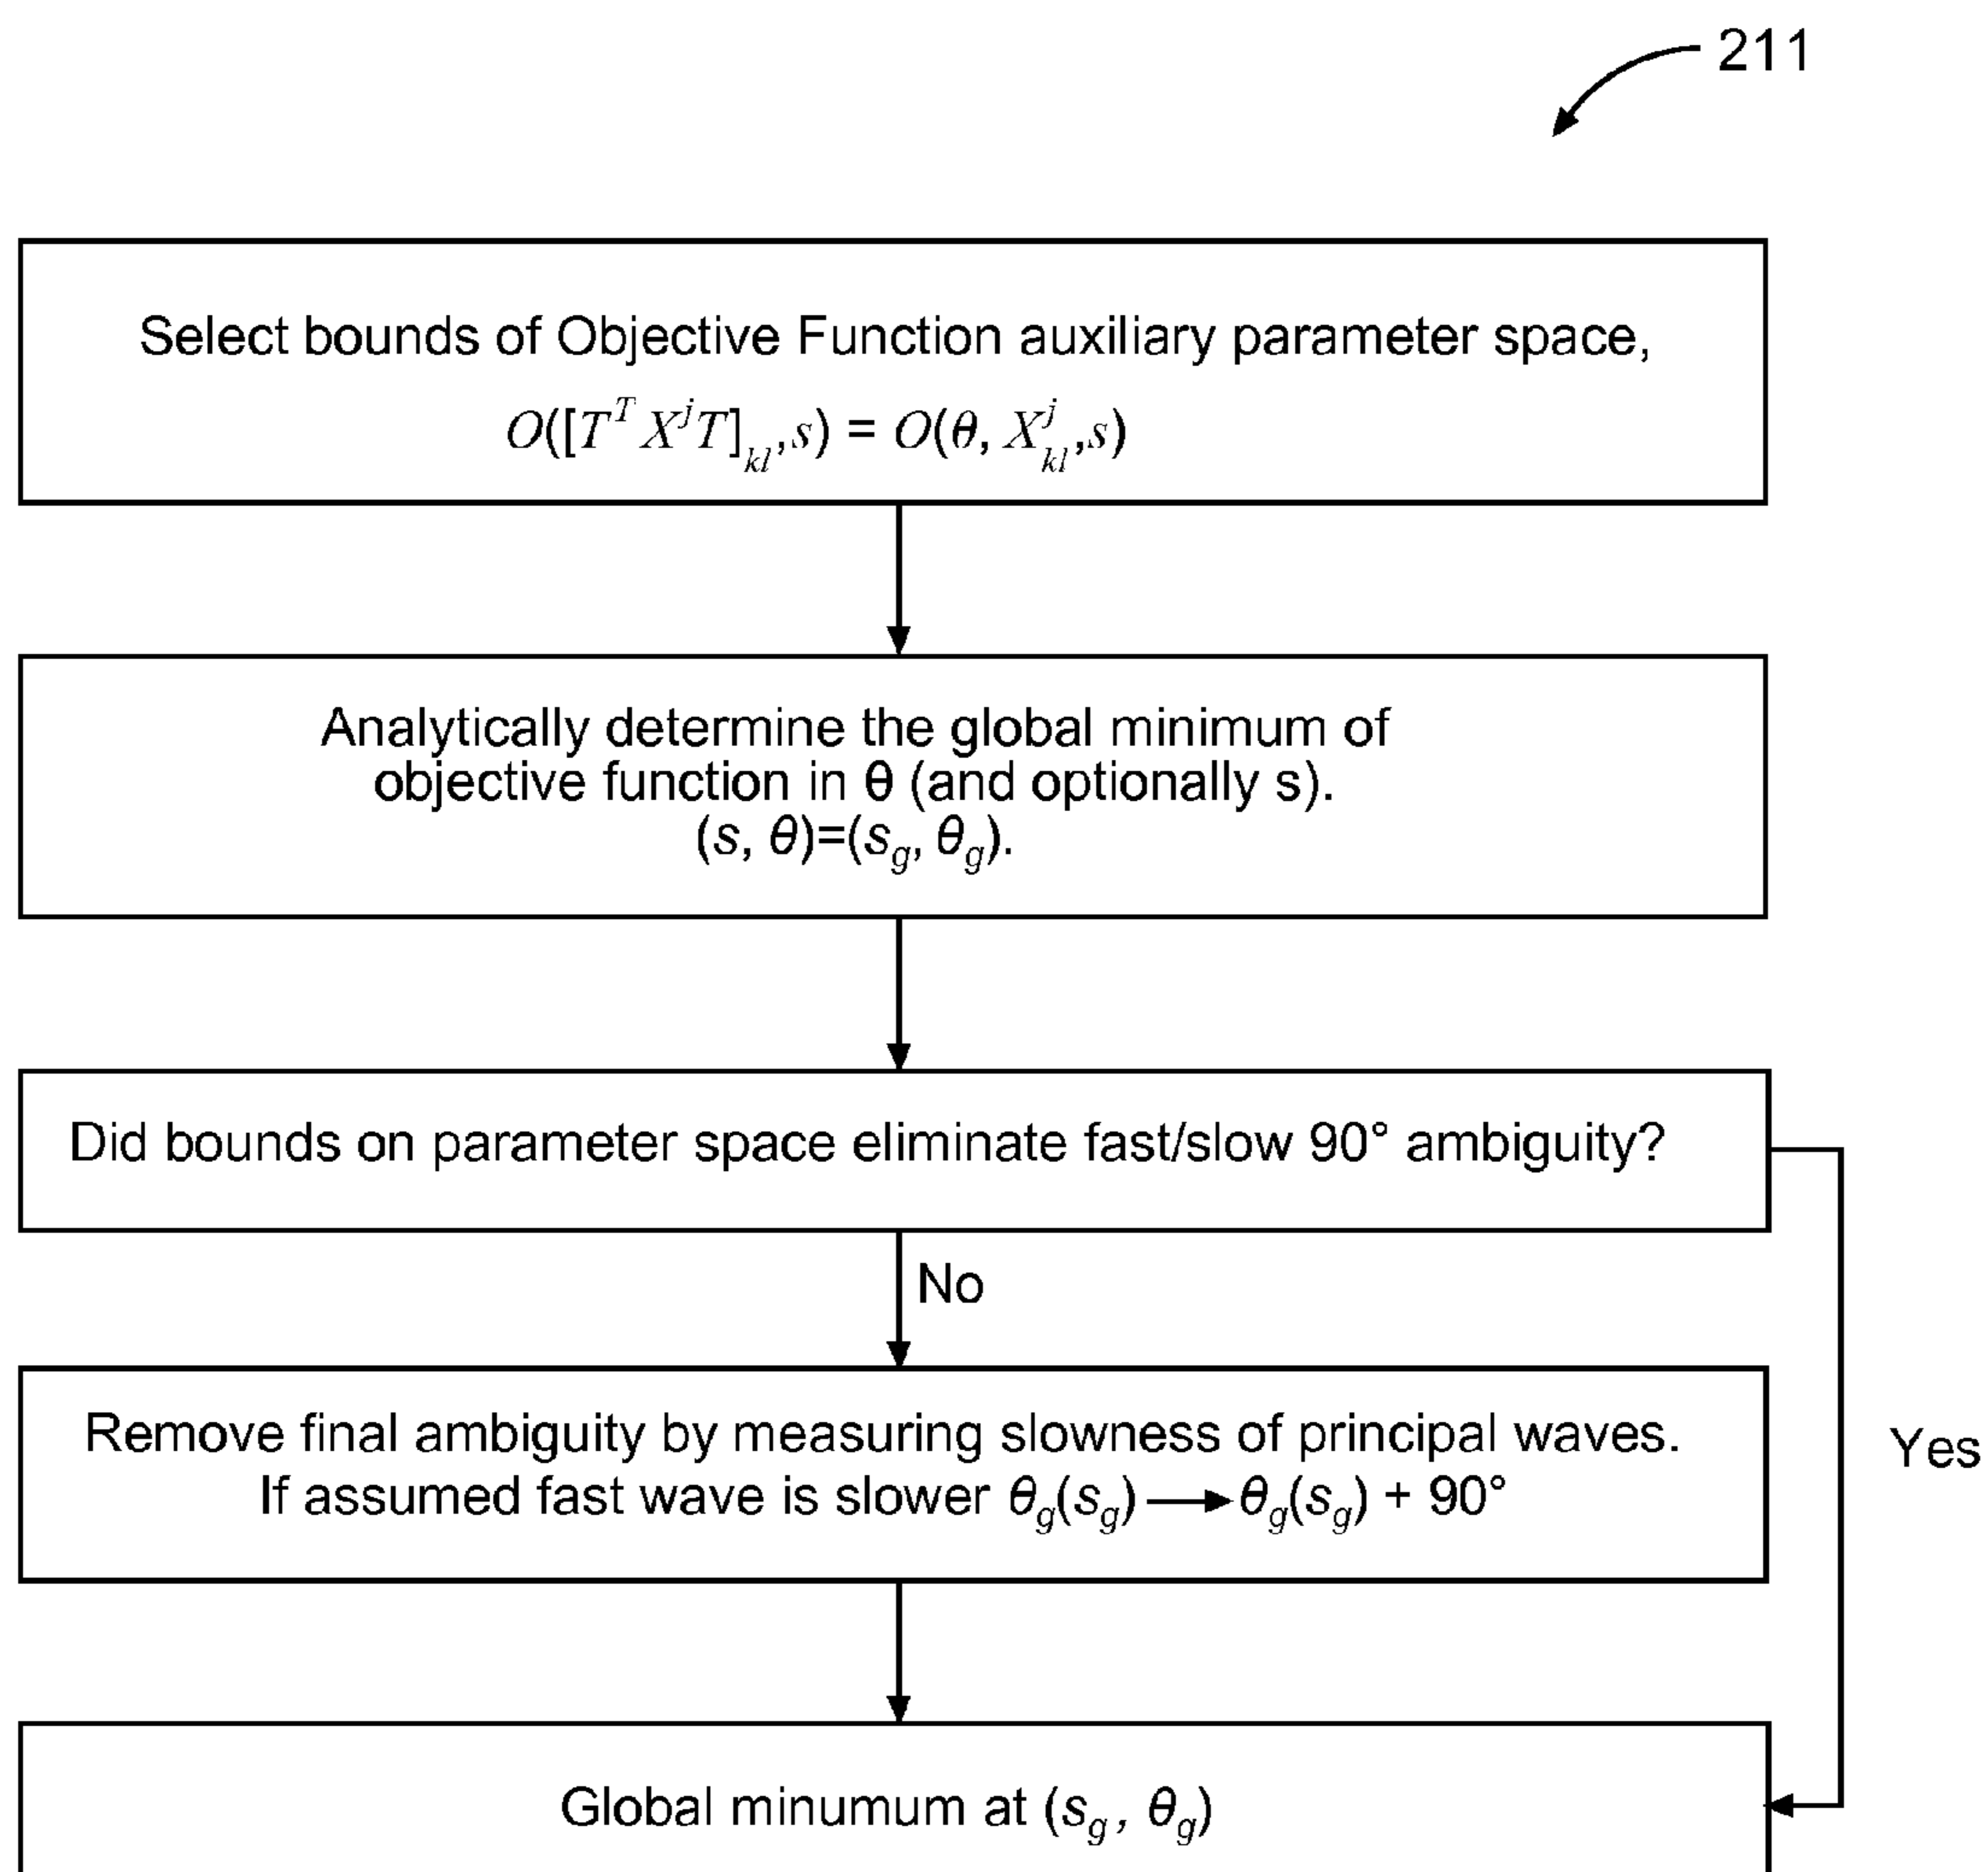 211
Select bounds of Objective Function auxiliary parameter space,
O([T^T X^j T]_kl, s) = O(θ, X^j_kl, s)
Analytically determine the global minimum of
objective function in θ (and optionally s).
(s, θ)=(s_g, θ_g).
Did bounds on parameter space eliminate fast/slow 90° ambiguity?
No
Remove final ambiguity by measuring slowness of principal waves.
If assumed fast wave is slower θ_g(s_g) → θ_g(s_g) + 90°
Yes
Global minumum at (s_g, θ_g)